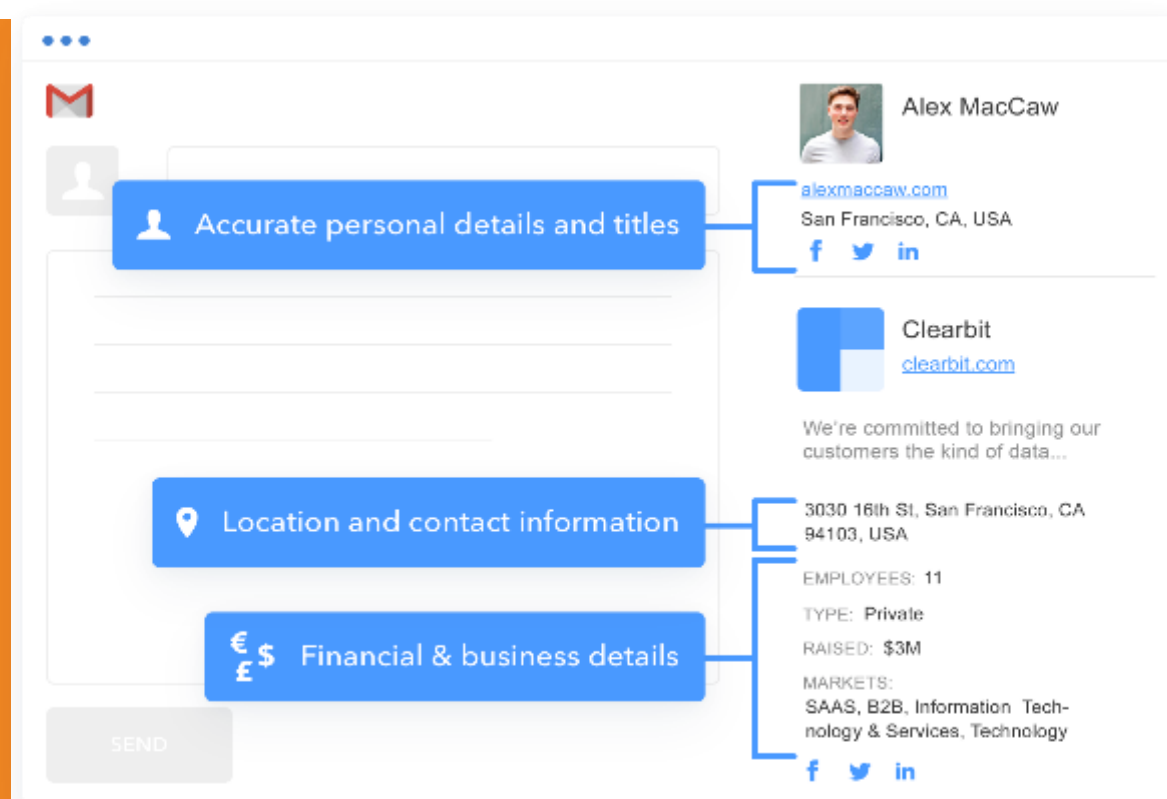 Alex MacCaw
alexmaccaw.com
San Francisco, CA, USA
Accurate personal details and titles
Clearbit
clearbit.com
We're committed to bringing our
customers the kind of data...
Location and contact information
3030 16th St, San Francisco, CA
94103, USA
EMPLOYEES: 11
TYPE: Private
RAISED: $3M
Financial & business details
MARKETS:
SAAS, B2B, Information Tech-
nology & Services, Technology
SEND